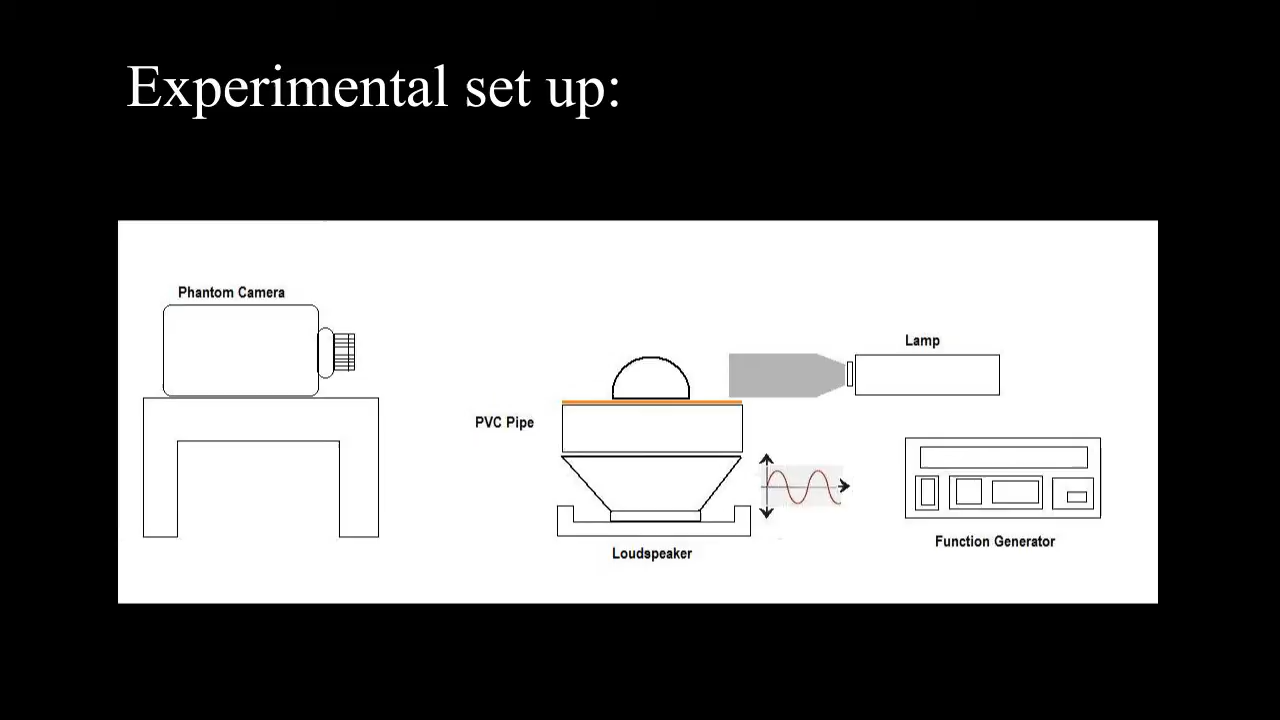 Experimental set up:
Phantom Camera
Lamp
PVC Pipe
Function Generator
Loudspeaker